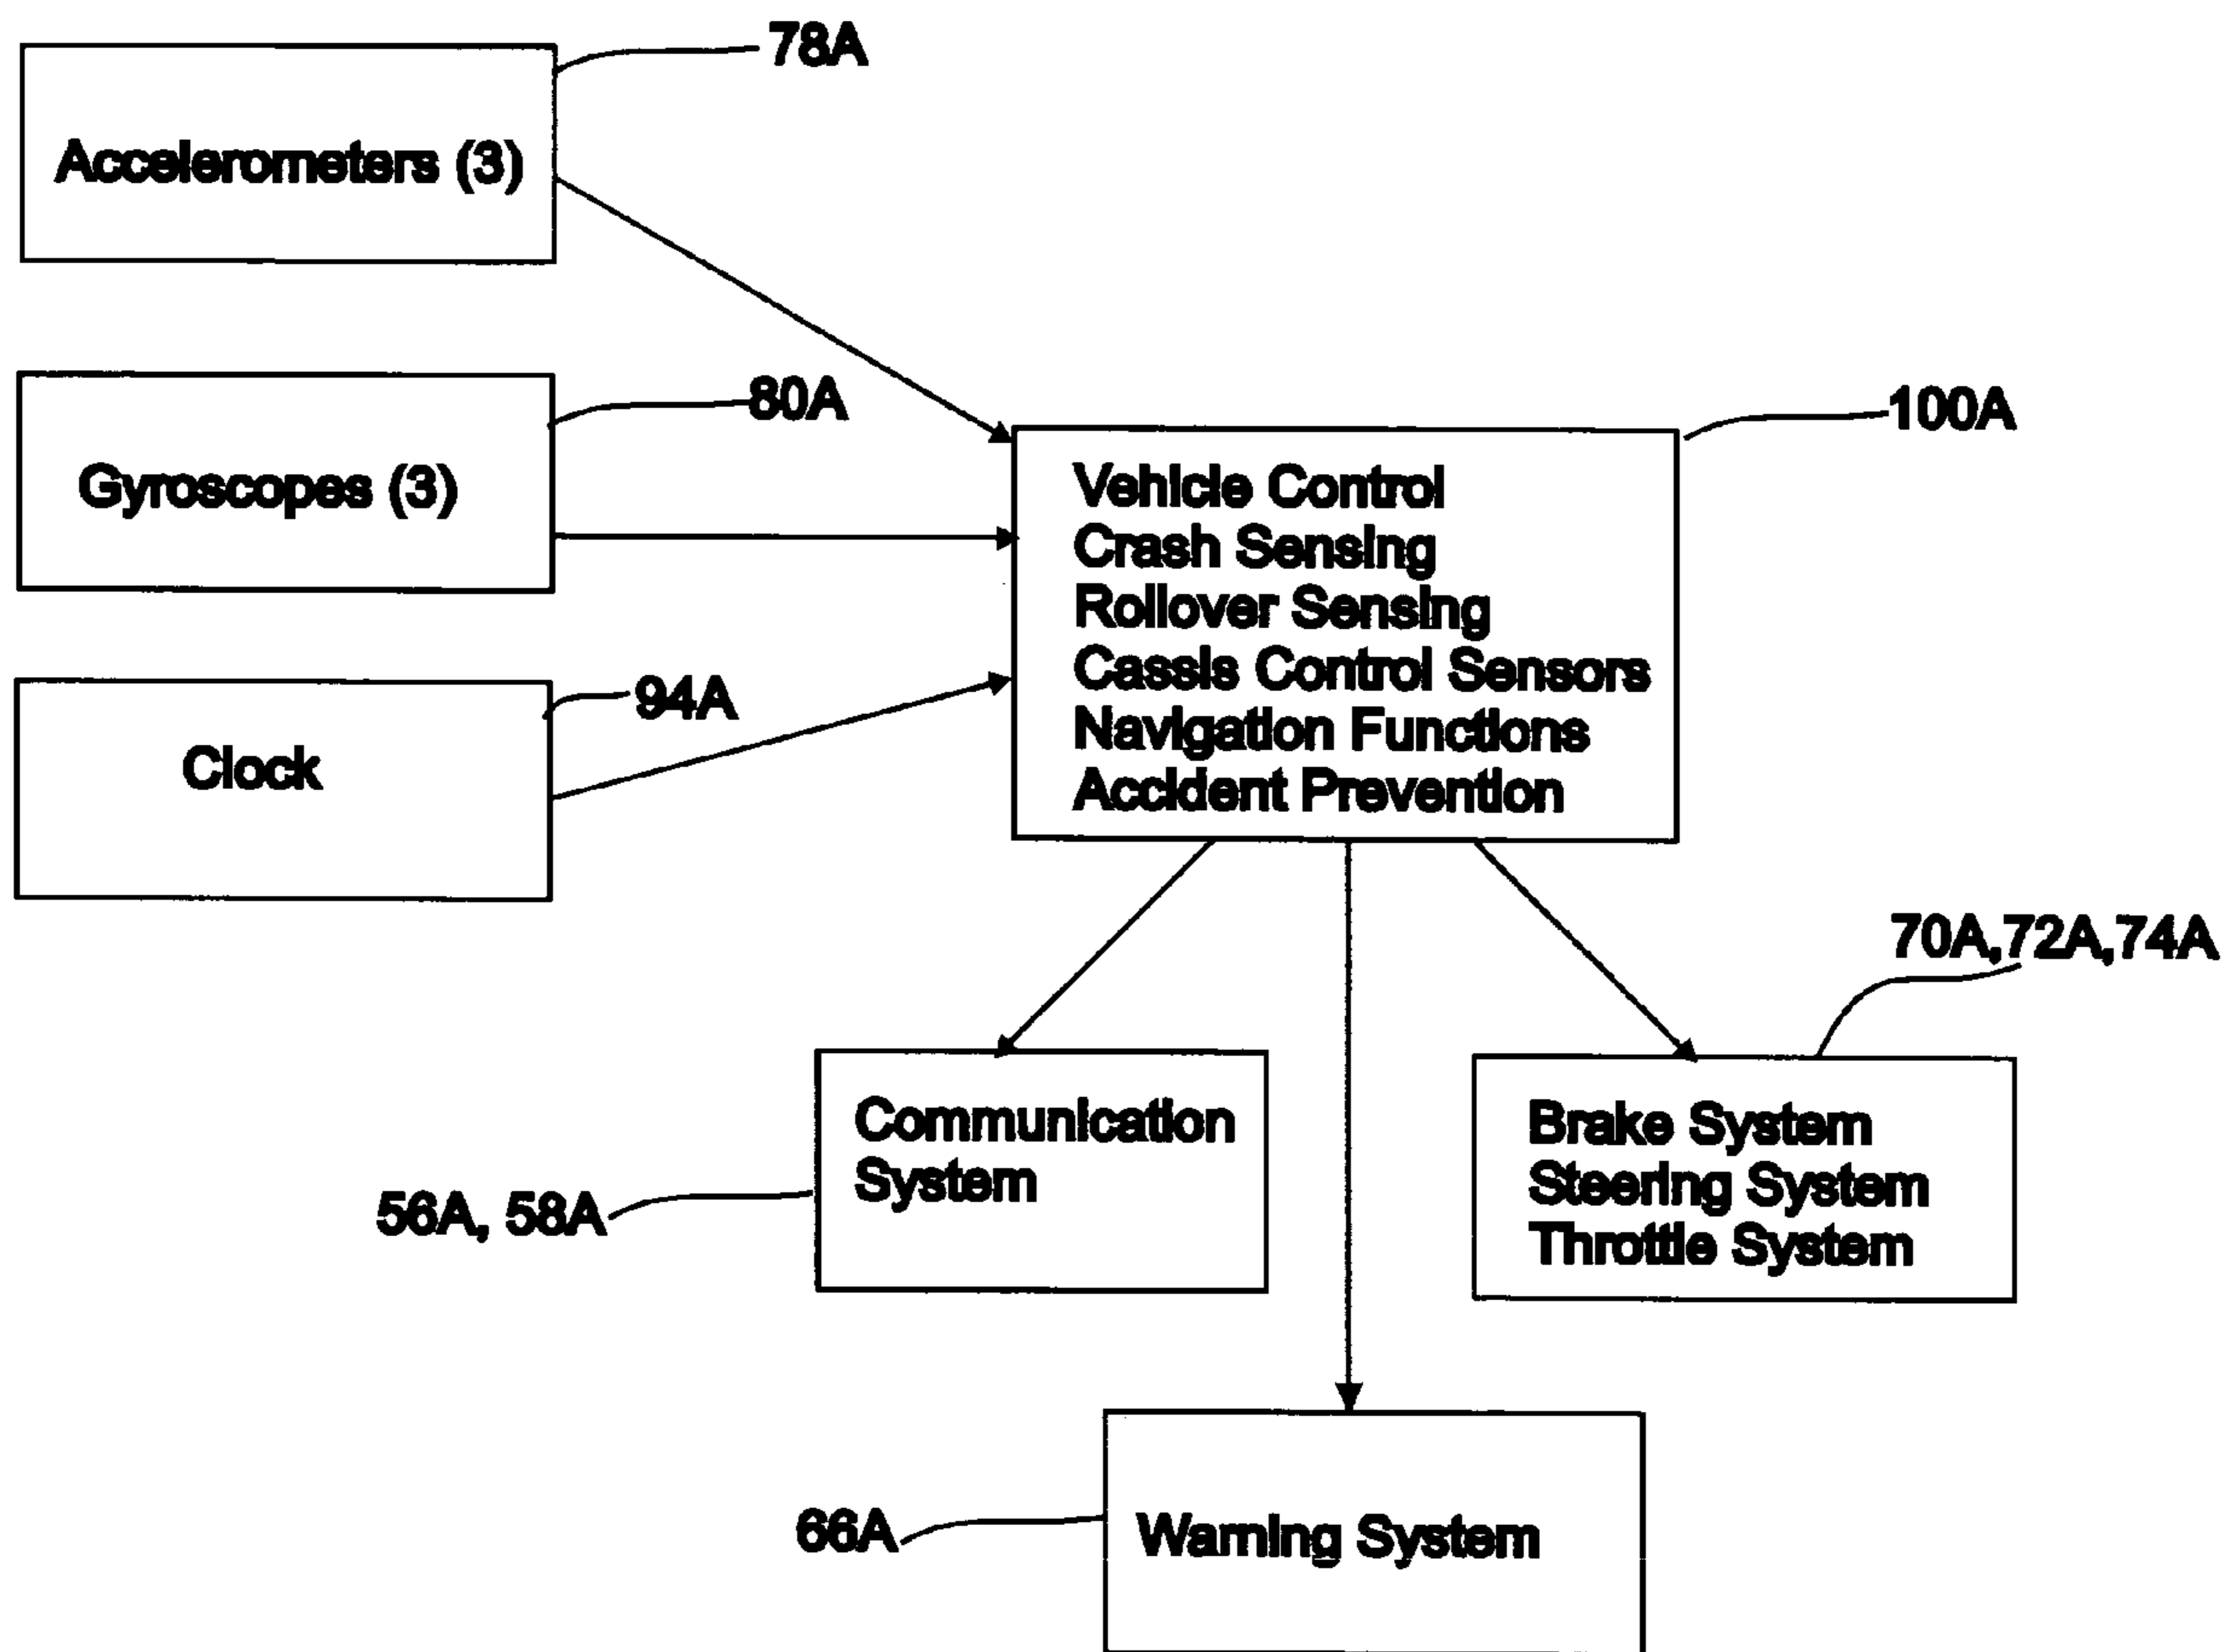 78A
Accelerometers (3)
80A
Gyroscopes (3)
100A
Vehicle Control
Crash Sensing
Rollover Sensing
Cassis Control Sensors
Navigation Functions
Accident Prevention
94A
Clock
70A,72A,74A
Communication
System
56A, 58A
Brake System
Steering System
Throttle System
66A
Warning System